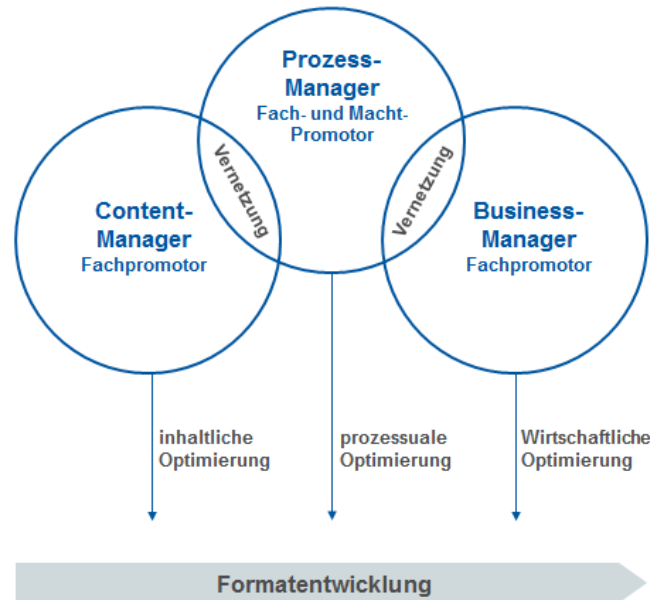 Prozess-
Manager
Fach- und Macht-
Promotor
Vernetzung
Vernetzung
Content-
Manager
Fachpromotor
Business-
Manager
Fachpromotor
inhaltliche
Optimierung
prozessuale
Optimierung
Wirtschaftliche
Optimierung
Formatentwicklung